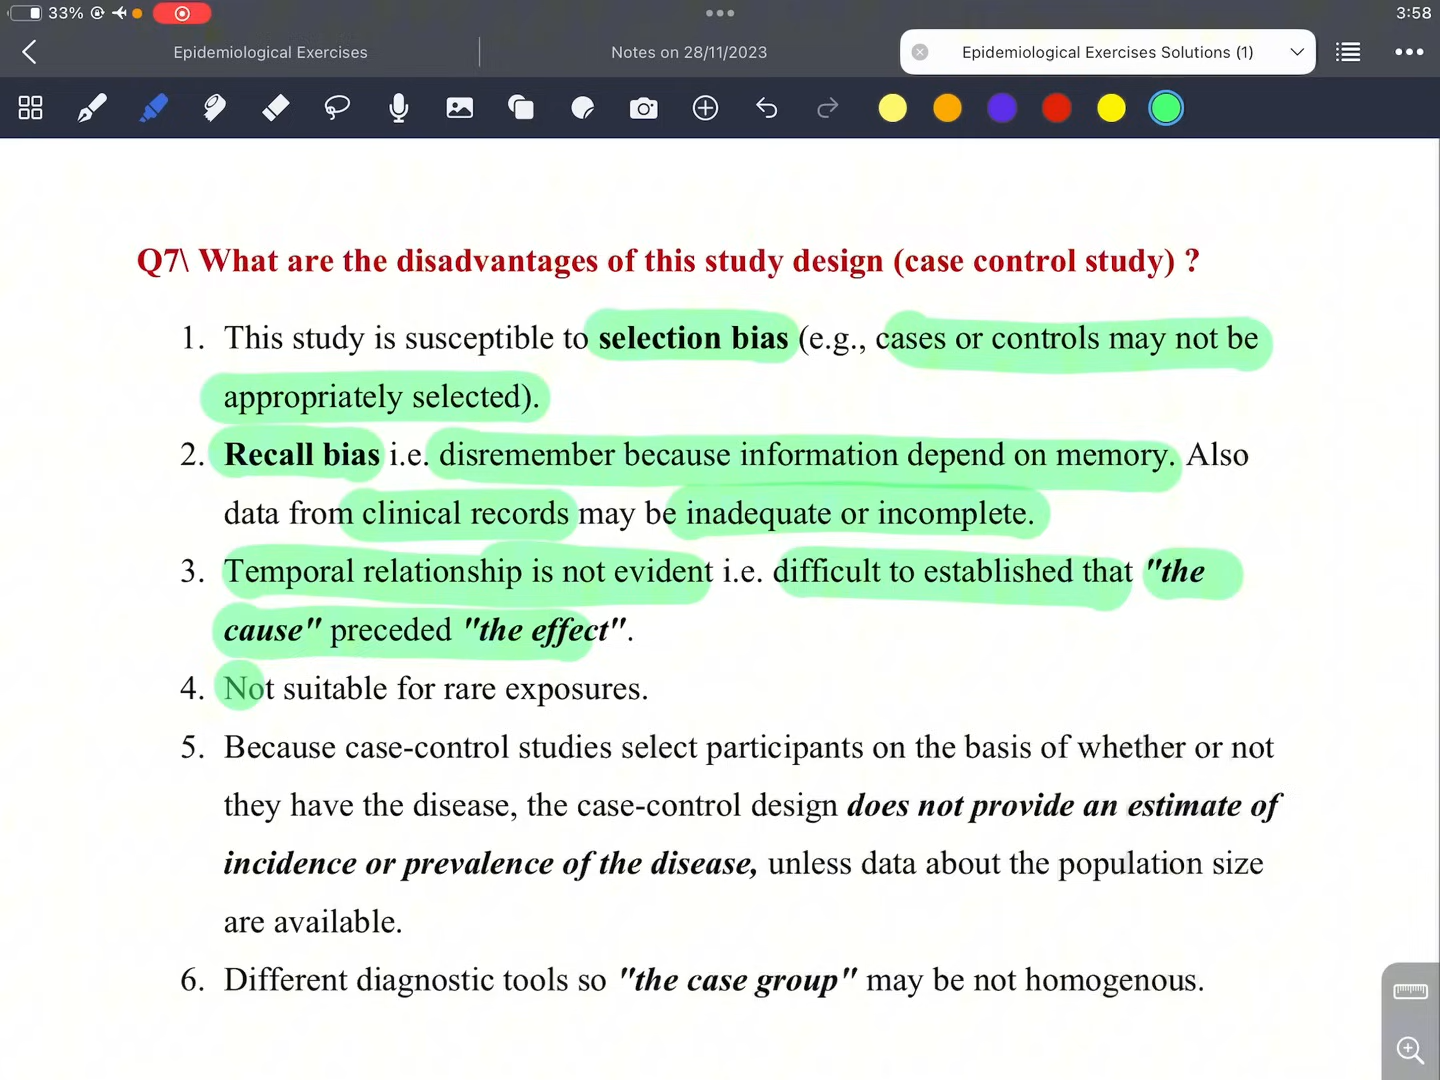 33%
3:58
Epidemiological Exercises
Notes on 28/11/2023
Epidemiological Exercises Solutions (1)
Q7\ What are the disadvantages of this study design (case control study) ?
1. This study is susceptible to selection bias (e.g., cases or controls may not be
appropriately selected).
2. Recall bias i.e. disremember because information depend on memory. Also
data from clinical records may be inadequate or incomplete.
3. Temporal relationship is not evident i.e. difficult to established that "the
cause" preceded "the effect".
4. Not suitable for rare exposures.
5. Because case-control studies select participants on the basis of whether or not
they have the disease, the case-control design does not provide an estimate of
incidence or prevalence of the disease, unless data about the population size
are available.
6. Different diagnostic tools so "the case group" may be not homogenous.